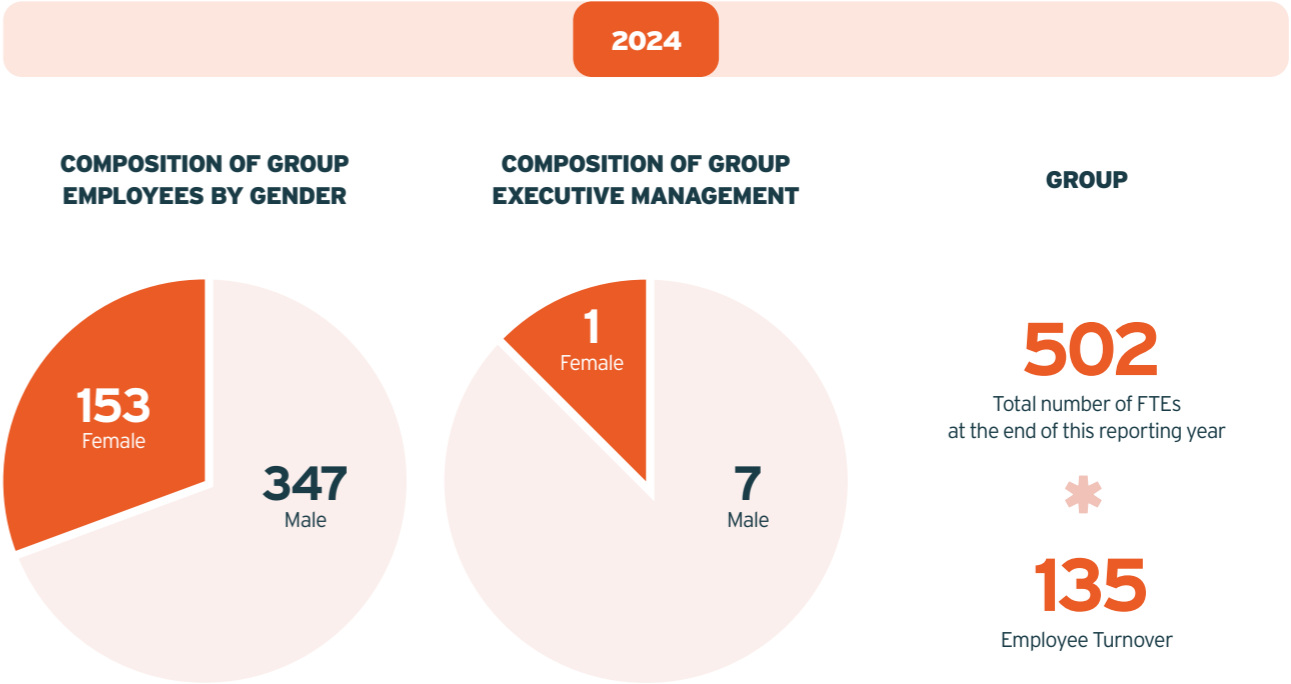 2024
COMPOSITION OF GROUP
EMPLOYEES BY GENDER
153
Female
347
Male
COMPOSITION OF GROUP
EXECUTIVE MANAGEMENT
1
Female
7
Male
GROUP
502
Total number of FTEs
at the end of this reporting year
*
135
Employee Turnover